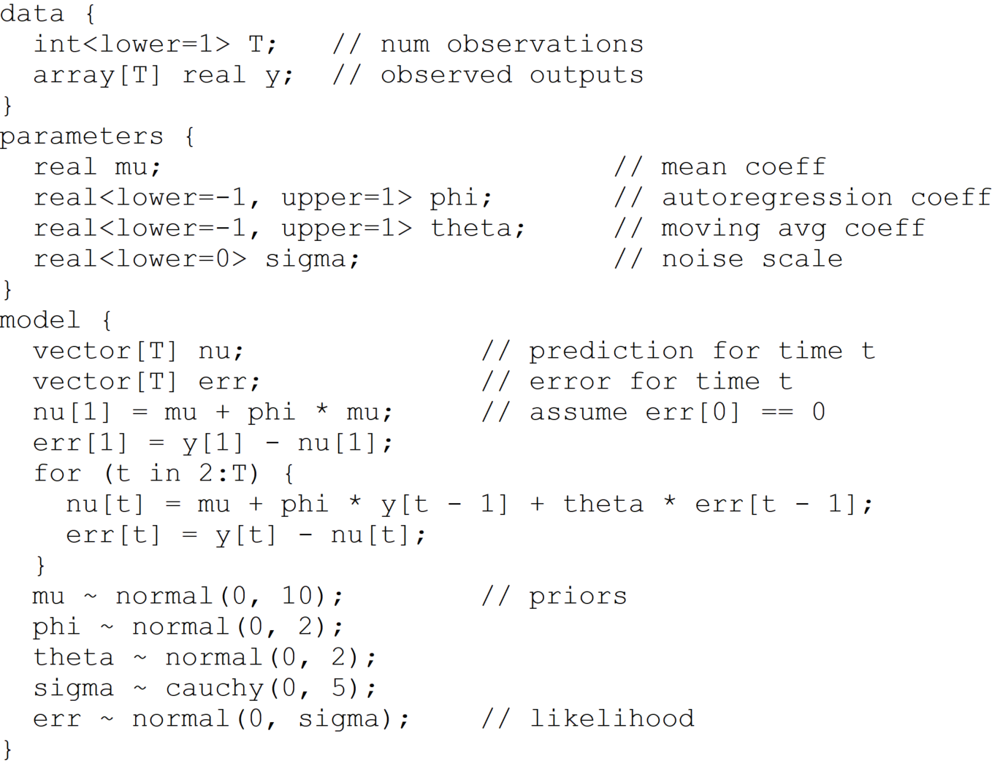 data {
  int<lower=1> T;   // num observations
  array[T] real y;  // observed outputs
}
parameters {
  real mu;                           // mean coeff
  real<lower=-1, upper=1> phi;       // autoregression coeff
  real<lower=-1, upper=1> theta;     // moving avg coeff
  real<lower=0> sigma;               // noise scale
}
model {
  vector[T] nu;              // prediction for time t
  vector[T] err;             // error for time t
  nu[1] = mu + phi * mu;     // assume err[0] == 0
  err[1] = y[1] - nu[1];
  for (t in 2:T) {
    nu[t] = mu + phi * y[t - 1] + theta * err[t - 1];
    err[t] = y[t] - nu[t];
  }
  mu ~ normal(0, 10);        // priors
  phi ~ normal(0, 2);
  theta ~ normal(0, 2);
  sigma ~ cauchy(0, 5);
  err ~ normal(0, sigma);    // likelihood
}